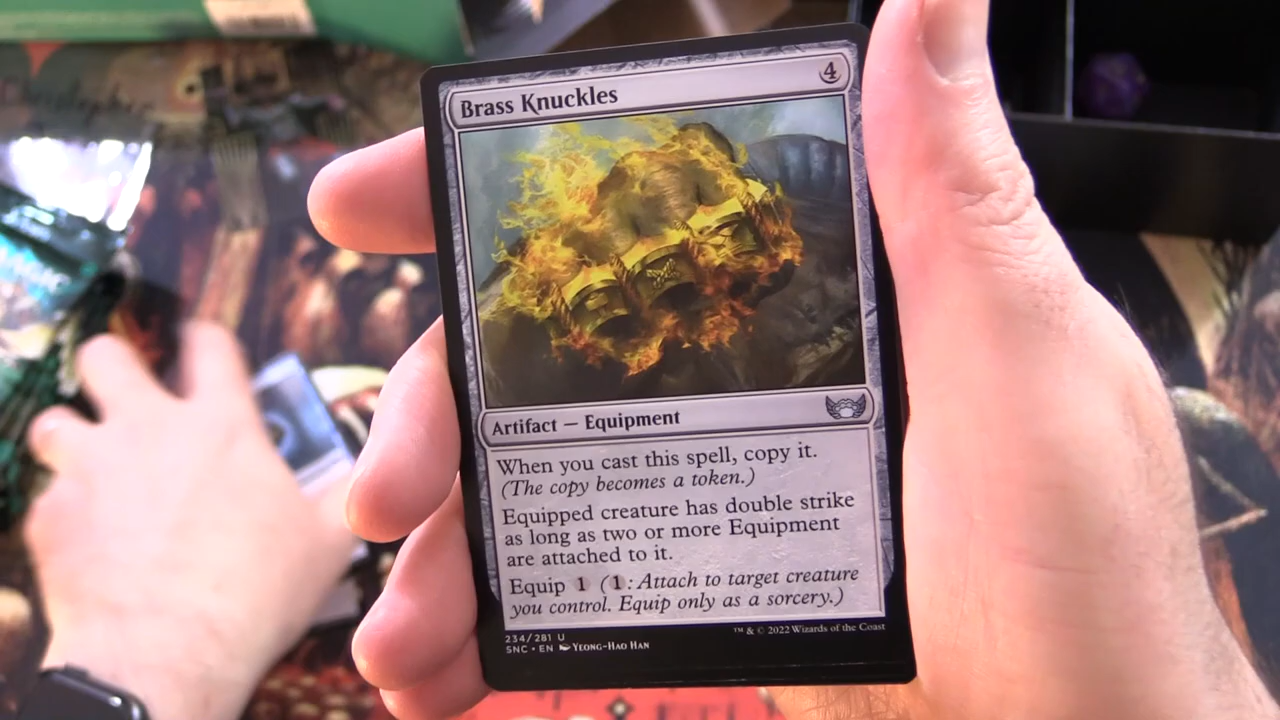 Brass Knuckles
4
Artifact — Equipment
When you cast this spell, copy it.
(The copy becomes a token.)
Equipped creature has double strike
as long as two or more Equipment
are attached to it.
Equip 1 (1: Attach to target creature
you control. Equip only as a sorcery.)
234/281 U
SNC • EN Yeong-Hao Han
™ & © 2022 Wizards of the Coast